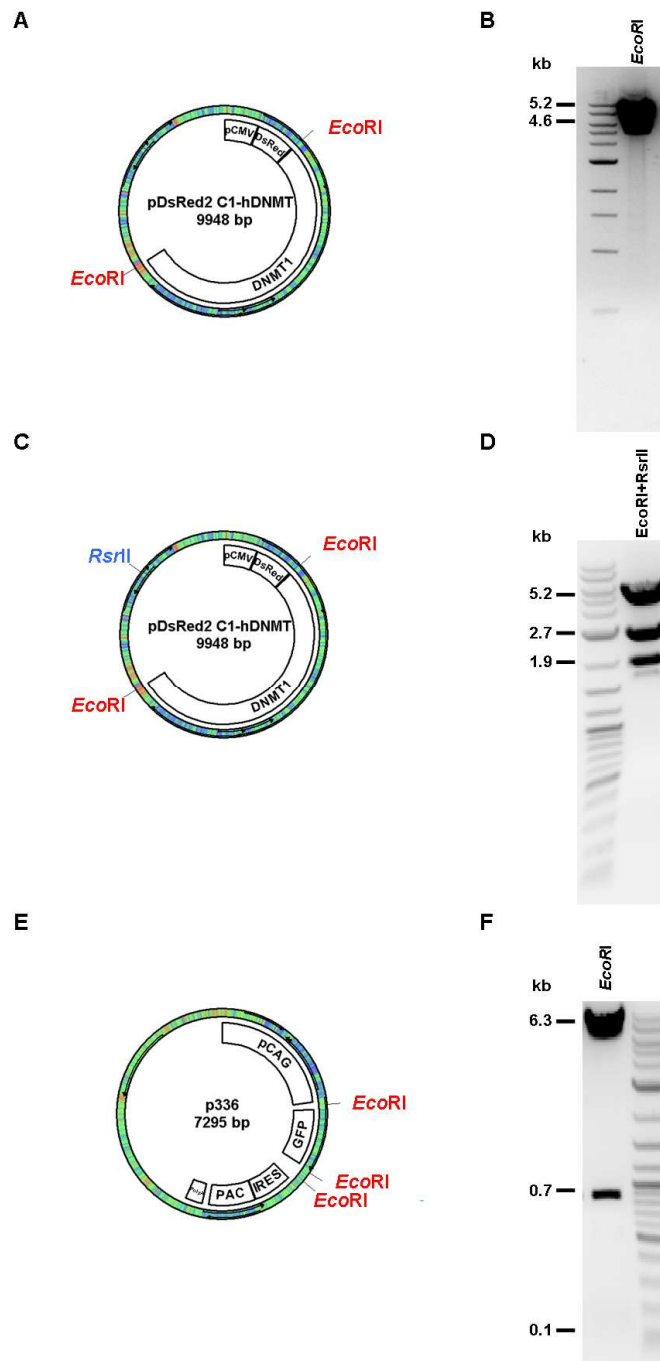 A
EcoRI
pCMV
DsRed
pDsRed2 C1-hDNMT
9948 bp
DNMT1
EcoRI
B
EcoRI
kb
5.2
4.6
C
RsrII
EcoRI
pCMV
DsRed
pDsRed2 C1-hDNMT
9948 bp
DNMT1
EcoRI
D
EcoRI+RsrII
kb
5.2
2.7
1.9
E
pCAG
p336
7295 bp
EcoRI
GFP
EcoRI
EcoRI
IRES
PAC
F
EcoRI
kb
6.3
0.7
0.1